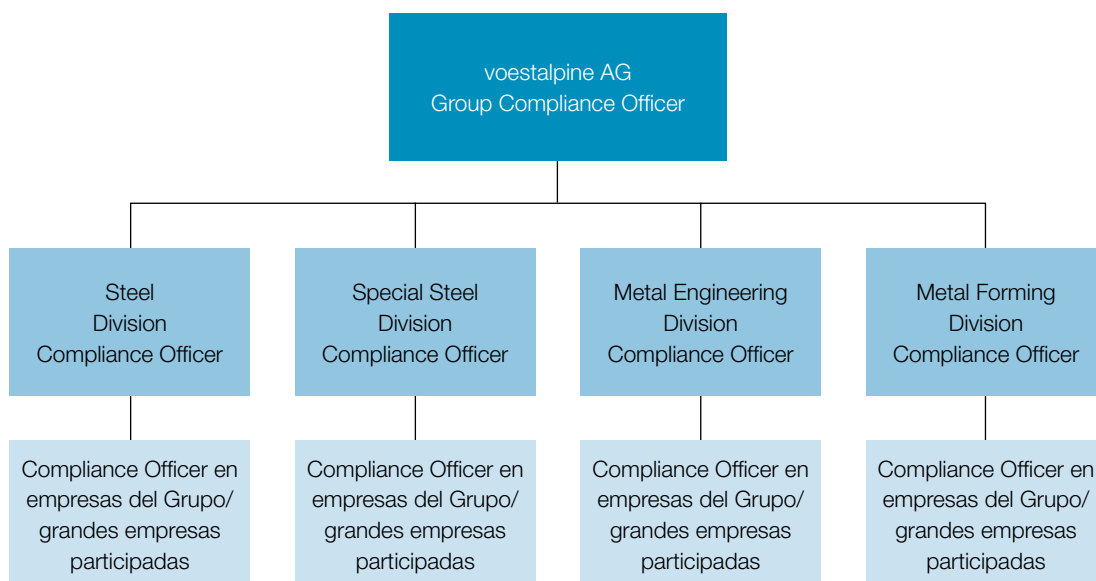 voestalpine AG
Group Compliance Officer
Steel
Division
Compliance Officer
Special Steel
Division
Compliance Officer
Metal Engineering
Division
Compliance Officer
Metal Forming
Division
Compliance Officer
Compliance Officer en
empresas del Grupo/
grandes empresas
participadas
Compliance Officer en
empresas del Grupo/
grandes empresas
participadas
Compliance Officer en
empresas del Grupo/
grandes empresas
participadas
Compliance Officer en
empresas del Grupo/
grandes empresas
participadas